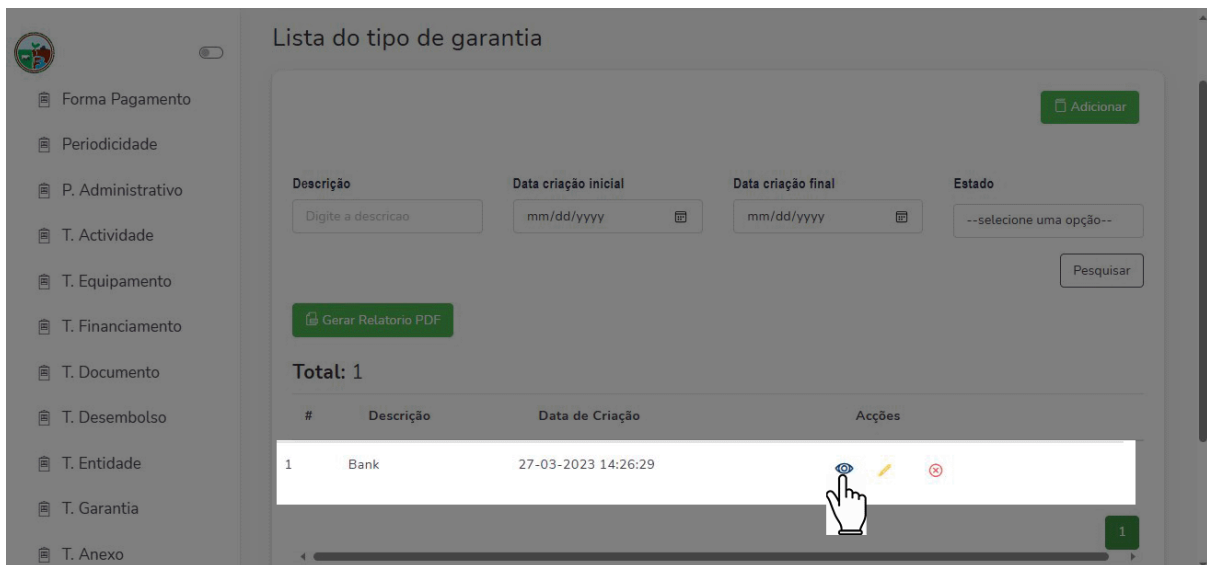 Lista do tipo de garantia
Forma Pagamento
Periodicidade
P. Administrativo
T. Actividade
T. Equipamento
T. Financiamento
T. Documento
T. Desembolso
T. Entidade
T. Garantia
T. Anexo
Adicionar
Descrição Data criação inicial Data criação final Estado
Digite a descricao mm/dd/yyyy mm/dd/yyyy --selecione uma opção--
Pesquisar
Gerar Relatorio PDF
Total: 1
# Descrição Data de Criação Acções
1 Bank 27-03-2023 14:26:29
1